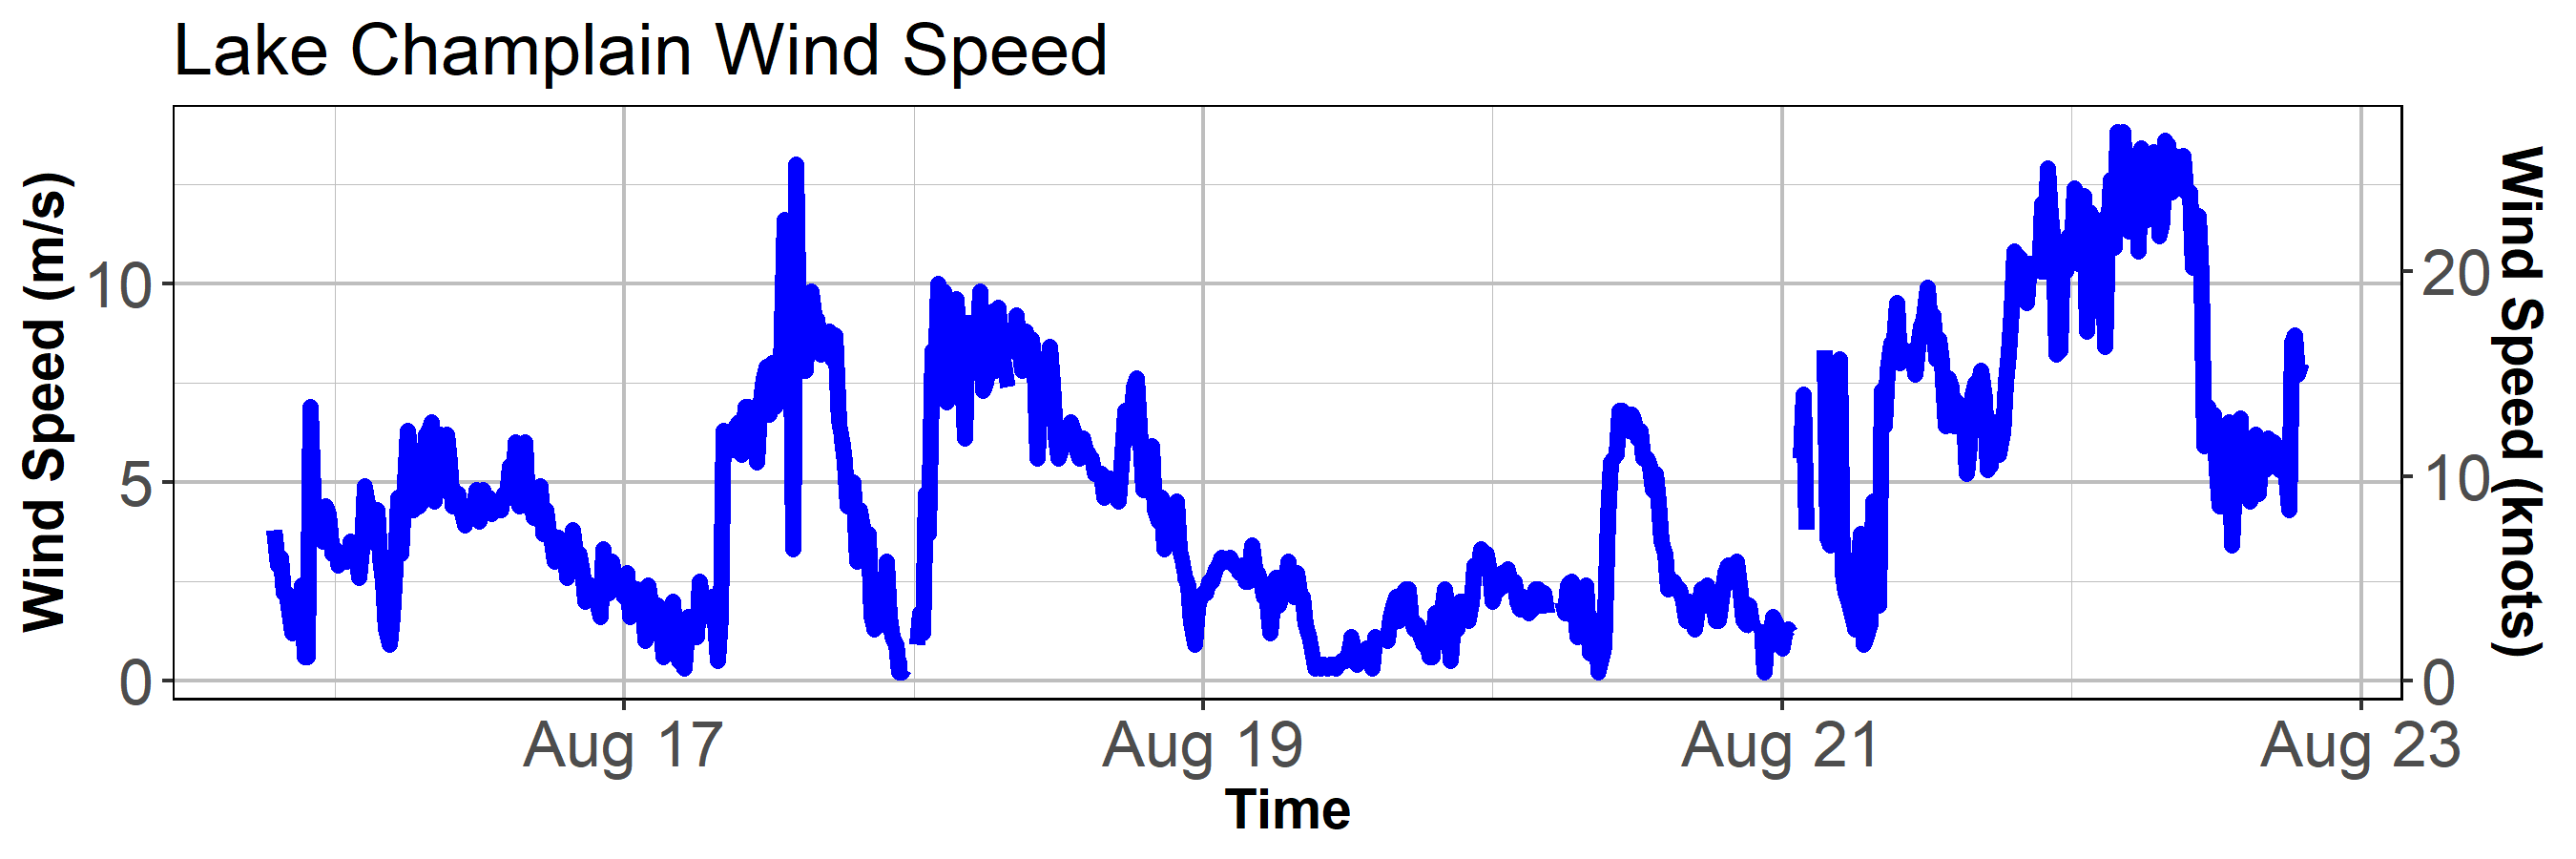 Lake Champlain Wind Speed
Wind Speed (m/s)
10
5
0
20
10
0
Wind Speed (knots)
Aug 17
Aug 19
Aug 21
Aug 23
Time